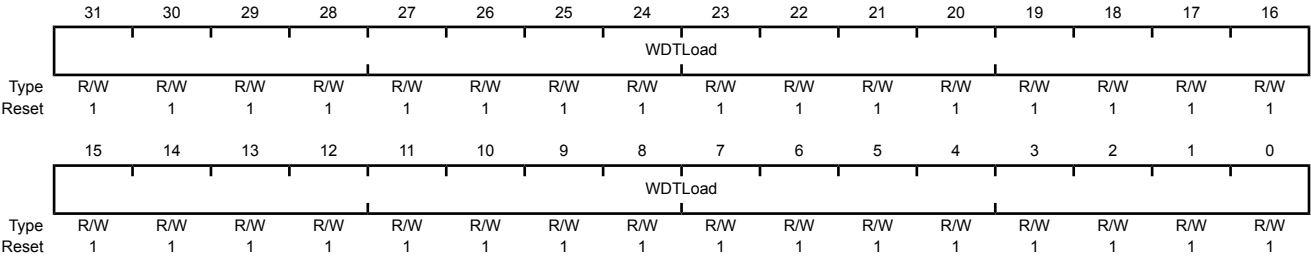 31 30 29 28 27 26 25 24 23 22 21 20 19 18 17 16
WDTLoad
Type R/W R/W R/W R/W R/W R/W R/W R/W R/W R/W R/W R/W R/W R/W R/W R/W
Reset 1 1 1 1 1 1 1 1 1 1 1 1 1 1 1 1
15 14 13 12 11 10 9 8 7 6 5 4 3 2 1 0
WDTLoad
Type R/W R/W R/W R/W R/W R/W R/W R/W R/W R/W R/W R/W R/W R/W R/W R/W
Reset 1 1 1 1 1 1 1 1 1 1 1 1 1 1 1 1